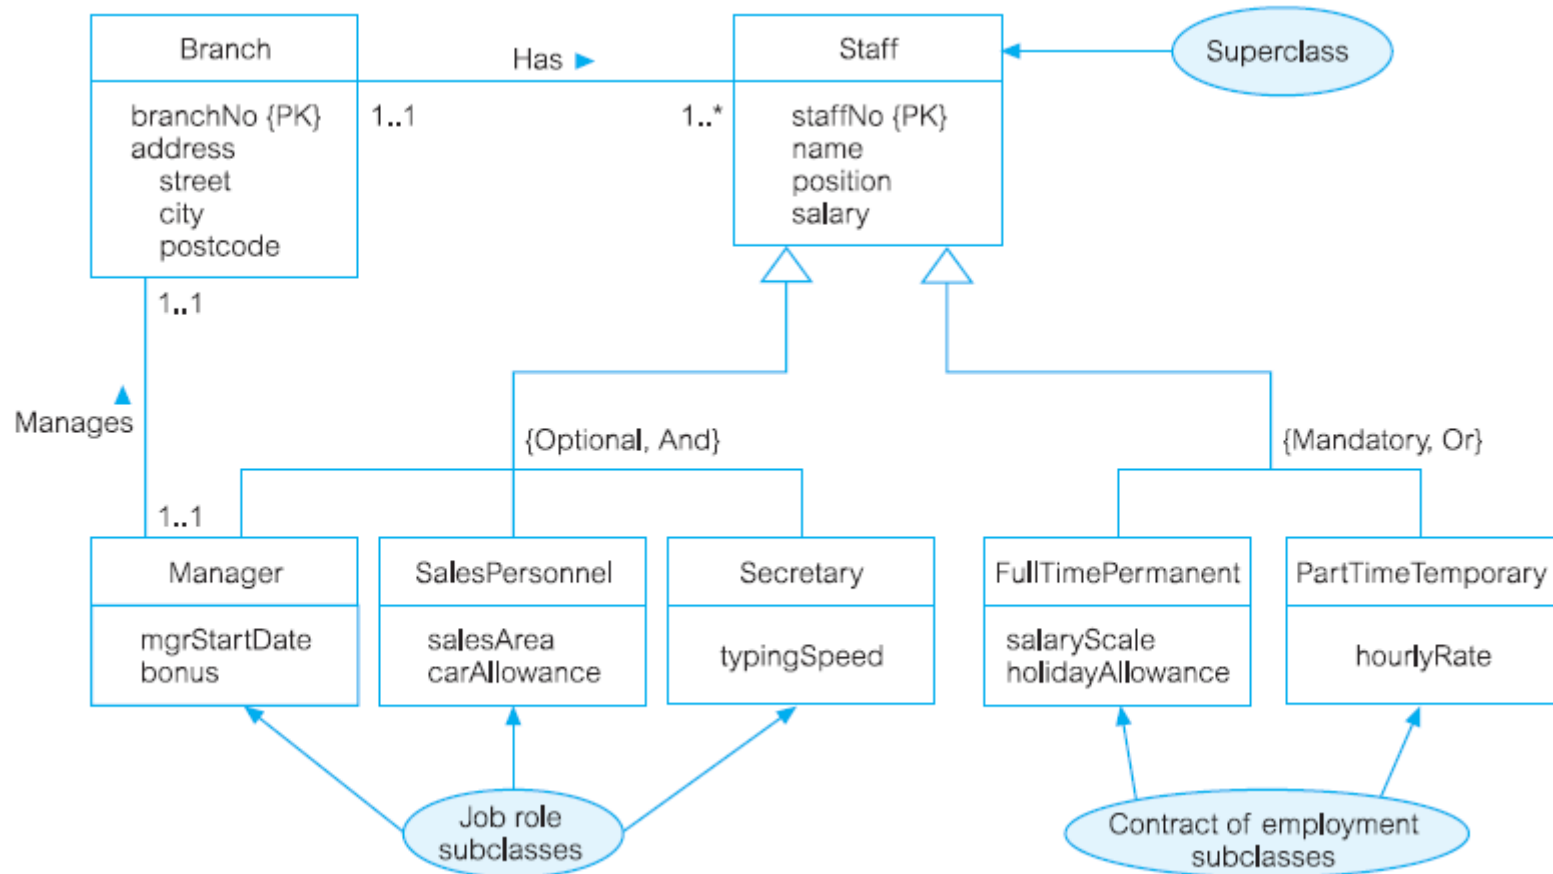 Branch
branchNo {PK}
address
street
city
postcode
Has ►
1..1
1..*
Staff
staffNo {PK}
name
position
salary
Superclass
1..1
▲
Manages
1..1
{Optional, And}
{Mandatory, Or}
Manager
mgrStartDate
bonus
SalesPersonnel
salesArea
carAllowance
Secretary
typingSpeed
FullTimePermanent
salaryScale
holidayAllowance
PartTimeTemporary
hourlyRate
Job role
subclasses
Contract of employment
subclasses